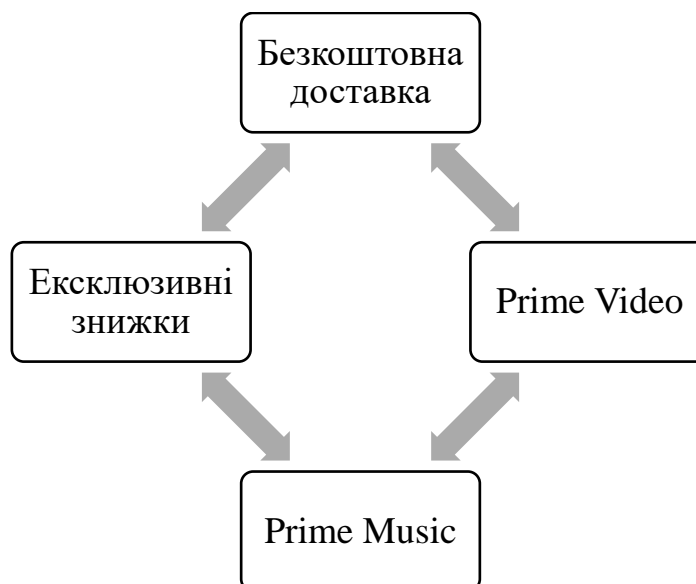 Безкоштовна
доставка
Ексклюзивні
знижки
Prime Video
Prime Music